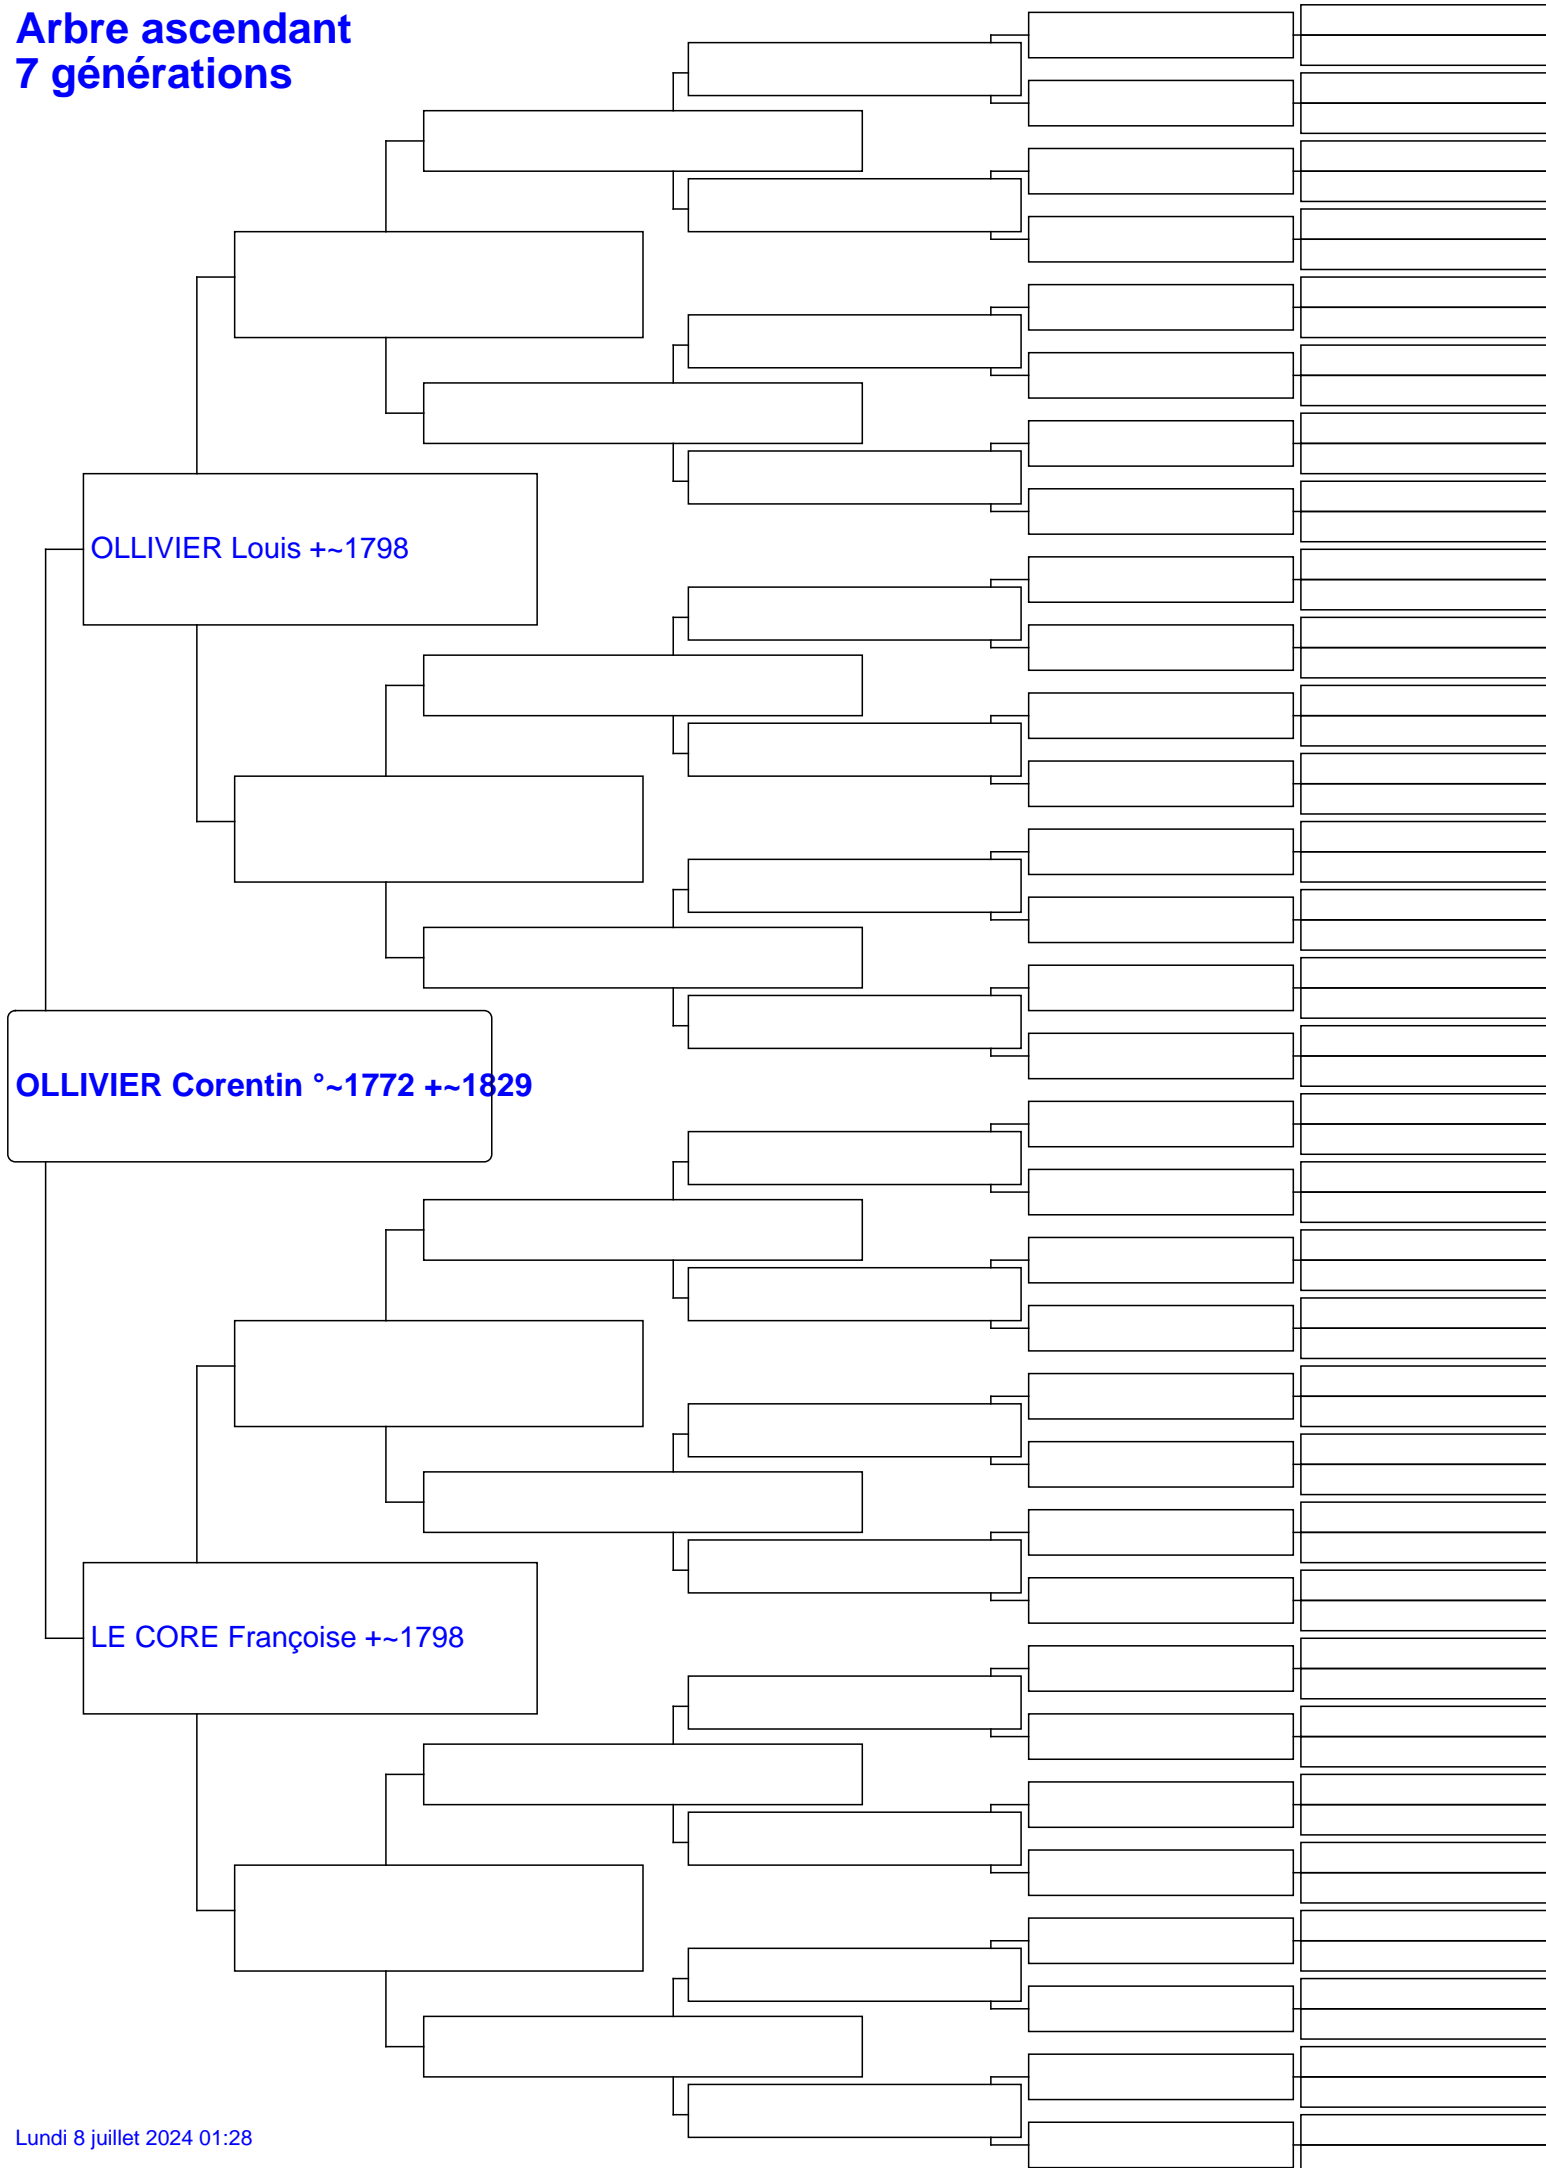 Arbre ascendant
7 générations
OLLIVIER Louis +~1798
OLLIVIER Corentin °~1772 +~1829
LE CORE Françoise +~1798
Lundi 8 juillet 2024 01:28